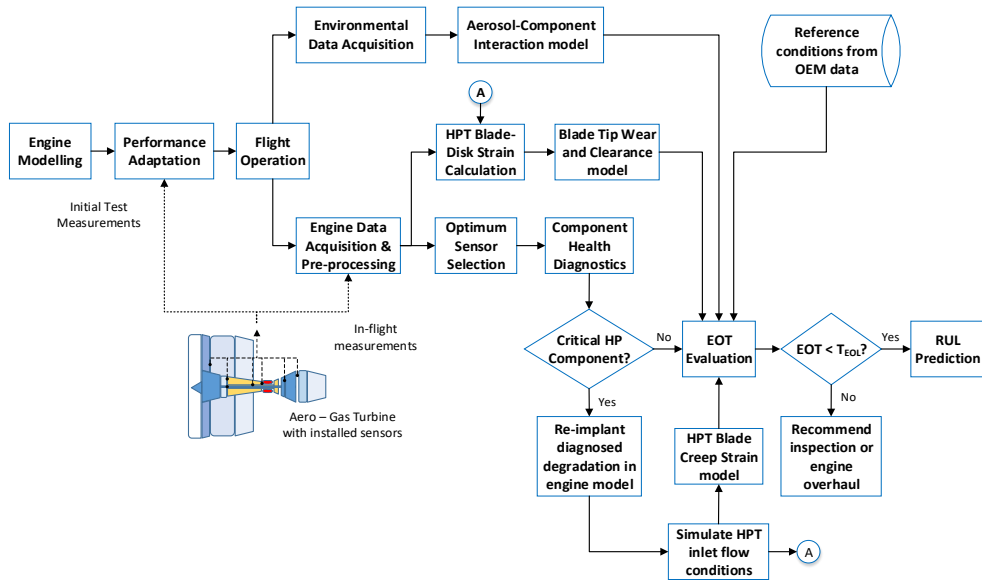 Environmental
Data Acquisition
Aerosol-Component
Interaction model
Reference
conditions from
OEM data
A
Engine
Modelling
Performance
Adaptation
Flight
Operation
HPT Blade-
Disk Strain
Calculation
Blade Tip Wear
and Clearance
model
Initial Test
Measurements
Engine Data
Acquisition &
Pre-processing
Optimum
Sensor
Selection
Component
Health
Diagnostics
In-flight
measurements
Critical HP
Component?
No
EOT
Evaluation
EOT < TEOL?
Yes
RUL
Prediction
Aero – Gas Turbine
with installed sensors
Yes
No
Re-implant
diagnosed
degradation in
engine model
HPT Blade
Creep Strain
model
Recommend
inspection or
engine
overhaul
Simulate HPT
inlet flow
conditions
A